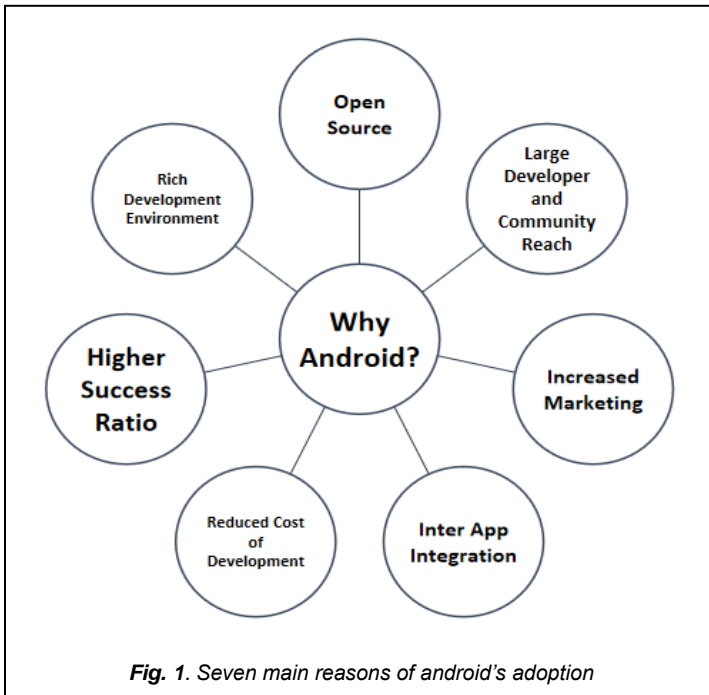 Open
Source
Large
Developer
and
Community
Reach
Increased
Marketing
Inter App
Integration
Reduced Cost
of
Development
Higher
Success
Ratio
Rich
Development
Environment
Why
Android?
Fig. 1. Seven main reasons of android's adoption